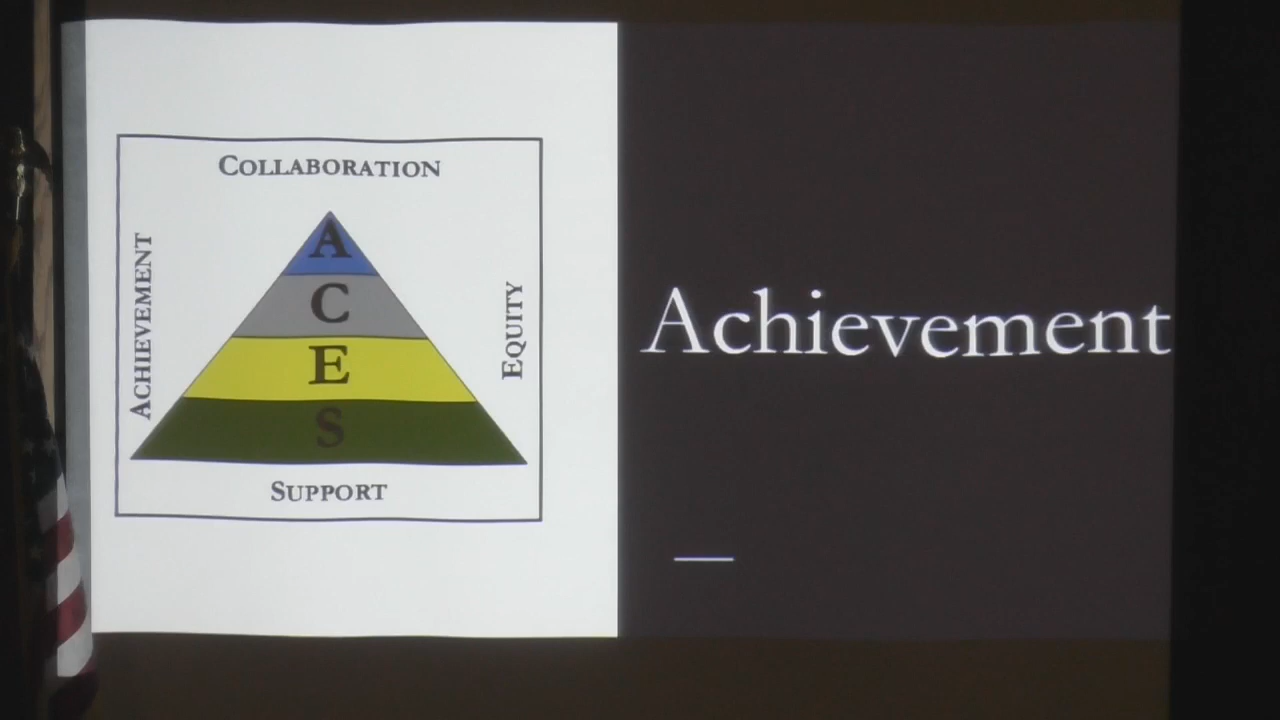 COLLABORATION
ACHIEVEMENT
A
C
E
S
EQUITY
SUPPORT
Achievement